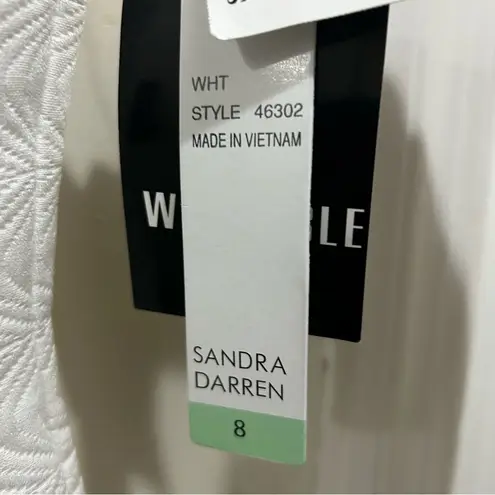 WHT
STYLE 46302
MADE IN VIETNAM
SANDRA
DARREN
8